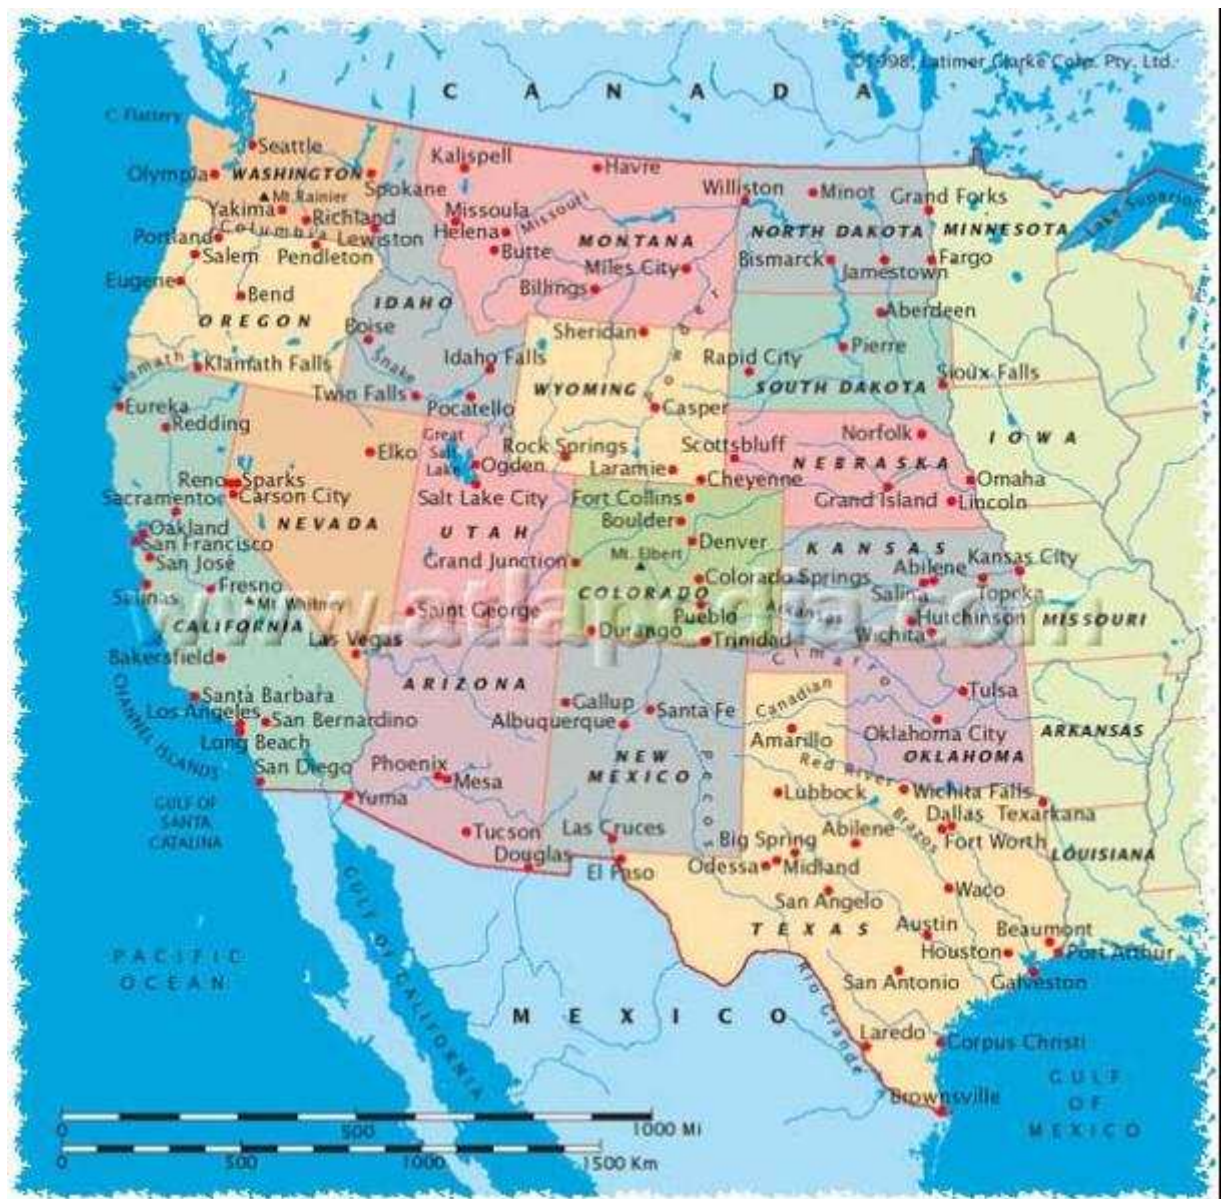 ©1998, Latimer Clarke Corp. Pty. Ltd.
C A N A D A
C. Flattery
Seattle
Kalispell
Havre
Olympia
WASHINGTON
Spokane
Williston
Minot
Grand Forks
Mt. Rainier
Yakima
Richland
Missoula
Missouri
Lake Superior
Portland
Columbia
Lewiston
Helena
MONTANA
NORTH DAKOTA
MINNESOTA
Salem
Pendleton
Butte
Miles City
Bismarck
Jamestown
Fargo
Eugene
Bend
IDAHO
Billings
OREGON
Boise
Sheridan
Aberdeen
Klamath
Klamath Falls
Snake
Idaho Falls
Rapid City
Pierre
Sioux Falls
Twin Falls
Pocatello
WYOMING
SOUTH DAKOTA
Eureka
Casper
Redding
Great
Salt
Lake
Rock Springs
Scottsbluff
Norfolk
IOWA
Elko
Ogden
Laramie
NEBRASKA
Reno
Sparks
Cheyenne
Omaha
Sacramento
Carson City
Salt Lake City
Fort Collins
Grand Island
Lincoln
NEVADA
UTAH
Boulder
Oakland
San Francisco
Denver
KANSAS
San José
Grand Junction
Mt. Elbert
Abilene
Kansas City
Fresno
Colorado Springs
Salina
Topeka
Salinas
Mt. Whitney
COLORADO
www.atlapedia.com
Saint George
Pueblo
Arkansas
Hutchinson
MISSOURI
CALIFORNIA
Las Vegas
Durango
Trinidad
Wichita
Bakersfield
Cimarro
ARIZONA
Canadian
Tulsa
CHANNEL ISLANDS
Santa Barbara
Gallup
Santa Fe
Los Angeles
San Bernardino
Albuquerque
Long Beach
Amarillo
Oklahoma City
ARKANSAS
NEW
MEXICO
Pecos
OKLAHOMA
San Diego
Phoenix
Mesa
Red River
Yuma
Lubbock
Wichita Falls
GULF OF
SANTA
CATALINA
Brazos
Dallas
Texarkana
Tucson
Las Cruces
Big Spring
Abilene
Fort Worth
Douglas
El Paso
Odessa
Midland
LOUISIANA
San Angelo
Waco
GULF OF CALIFORNIA
TEXAS
Austin
Beaumont
Houston
Port Arthur
PACIFIC
OCEAN
San Antonio
Galveston
Rio Grande
M E X I C O
Laredo
Corpus Christi
GULF
OF
MEXICO
Brownsville
0 500 1000 Mi
0 500 1000 1500 Km